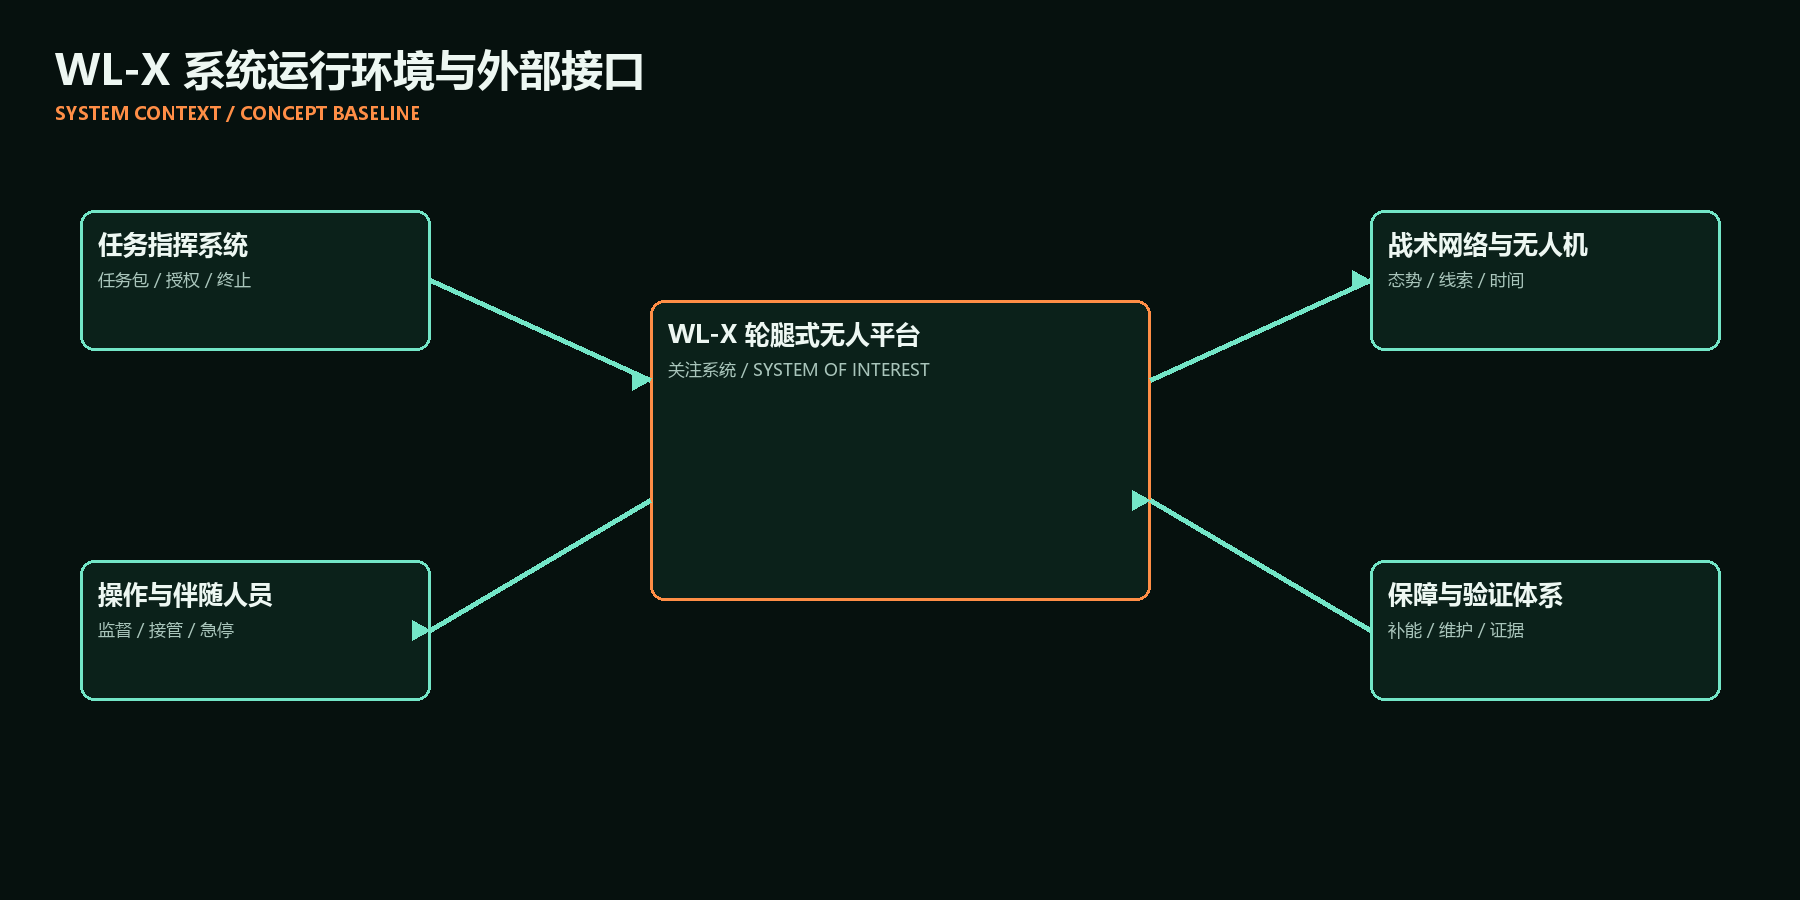 WL-X 系统运行环境与外部接口
SYSTEM CONTEXT / CONCEPT BASELINE
任务指挥系统
任务包 / 授权 / 终止
战术网络与无人机
态势 / 线索 / 时间
WL-X 轮腿式无人平台
关注系统 / SYSTEM OF INTEREST
操作与伴随人员
监督 / 接管 / 急停
保障与验证体系
补能 / 维护 / 证据